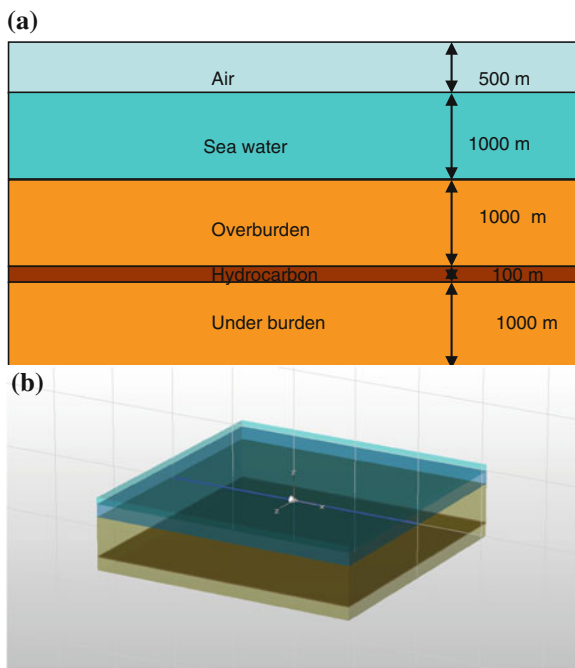 (a)
Air 500 m
Sea water 1000 m
Overburden 1000 m
Hydrocarbon 100 m
Under burden 1000 m
(b)
z
z x